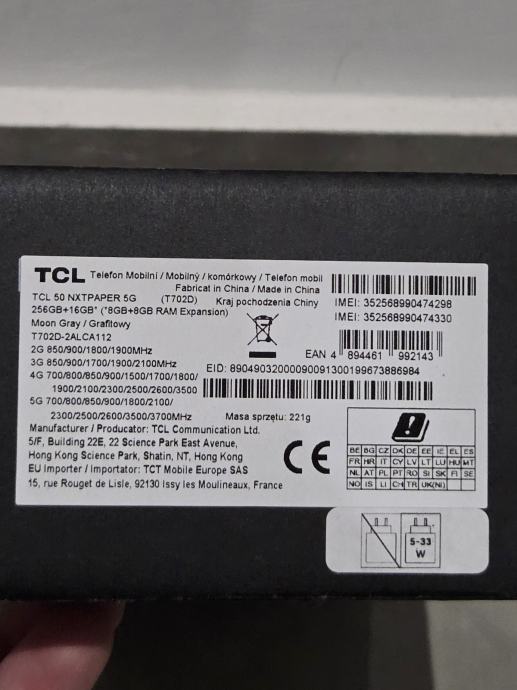 TCL Telefon Mobilní / Mobilný / komórkowy / Telefon mobil
Fabricat in China / Made in China
TCL 50 NXTPAPER 5G (T702D) Kraj pochodzenia Chiny
256GB+16GB* (*8GB+8GB RAM Expansion)
Moon Gray / Grafitowy
T702D-2ALCA112
IMEI: 352568990474298
IMEI: 352568990474330
2G 850/900/1800/1900MHz
3G 850/900/1700/1900/2100MHz
4G 700/800/850/900/1500/1700/1800/
1900/2100/2300/2500/2600/3500
5G 700/800/850/900/1800/2100/
2300/2500/2600/3500/3700MHz
EAN 4 894461 992143
EID: 89049032000009009130019967388 6984
Masa sprzętu: 221g
Manufacturer / Producator: TCL Communication Ltd.
5/F, Building 22E, 22 Science Park East Avenue,
Hong Kong Science Park, Shatin, NT, Hong Kong
EU Importer / Importator: TCT Mobile Europe SAS
15, rue Rouget de Lisle, 92130 Issy les Moulineaux, France
CE
BE BG CZ DK DE EE IE EL ES
FR HR IT CY LV LT LU HU MT
NL AT PL PT RO SI SK FI SE
NO IS LI CH TR UK(NI)
5-33
W